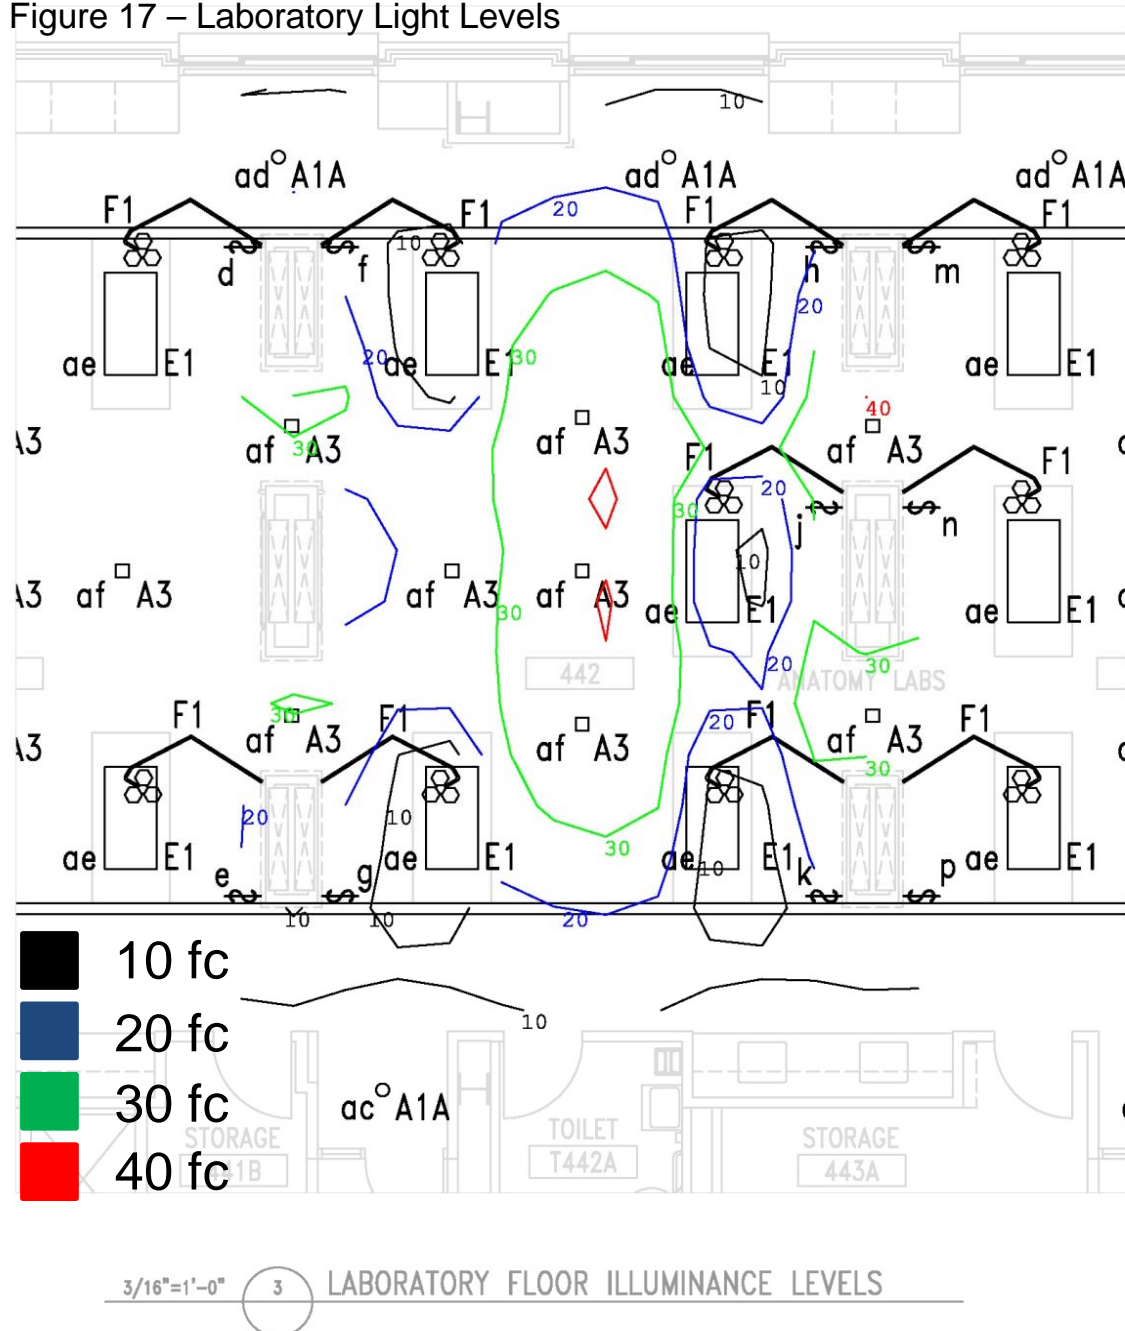 Figure 17 – Laboratory Light Levels
10
ad A1A ad A1A ad A1A
F1 F1 F1 F1
20
10
d f h m
20
20 30
ae E1 ae E1 ae E1 ae E1
10
40
A3 af A3 af A3 af A3
30
F1 F1
20
30
j n
10
A3 af A3 af A3 af A3
30 ae E1 ae E1
442 20 30
ANATOMY LABS
30 F1 F1 20 F1 F1
A3 af A3 af A3 af A3
30
20 10
30
ae E1 ae E1 ae E1 ae E1
10
e g k p
10 10 20
10 fc
20 fc
10
30 fc
ac A1A
40 fc
STORAGE TOILET STORAGE
441B T442A 443A
3/16"=1'-0" 3 LABORATORY FLOOR ILLUMINANCE LEVELS